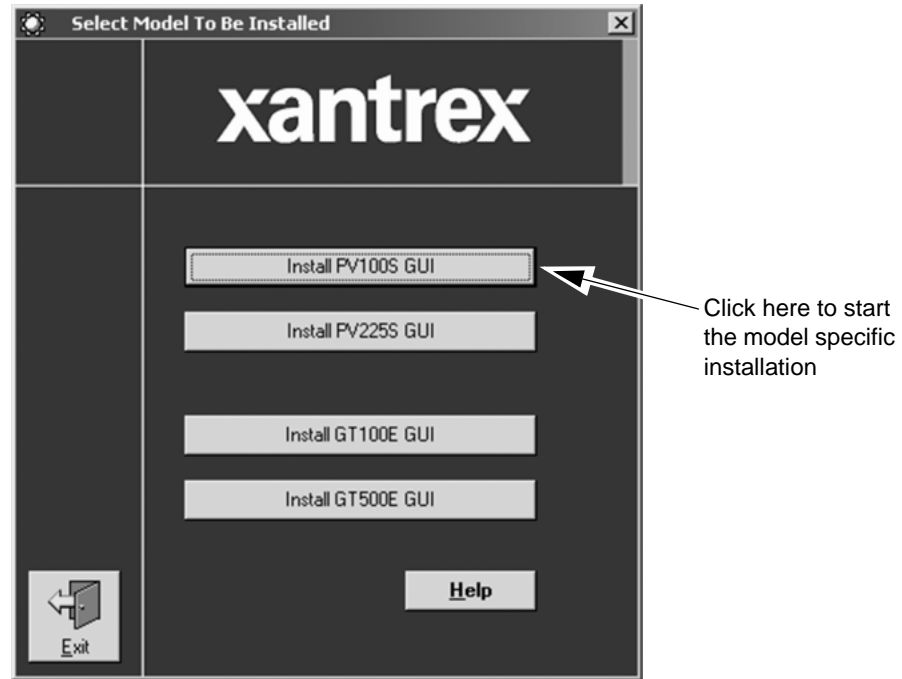 Select Model To Be Installed
xantrex
Install PV100S GUI
Click here to start
the model specific
installation
Install PV225S GUI
Install GT100E GUI
Install GT500E GUI
Help
Exit